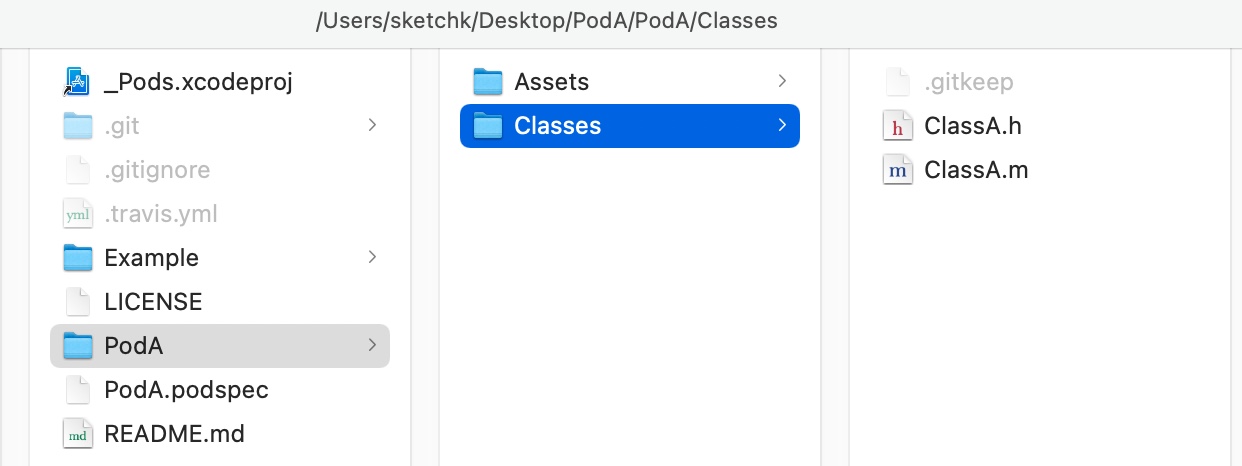 /Users/sketchk/Desktop/PodA/PodA/Classes
_Pods.xcodeproj
.git
.gitignore
yml .travis.yml
Example
LICENSE
PodA
PodA.podspec
md README.md
Assets
Classes
.gitkeep
h ClassA.h
m ClassA.m